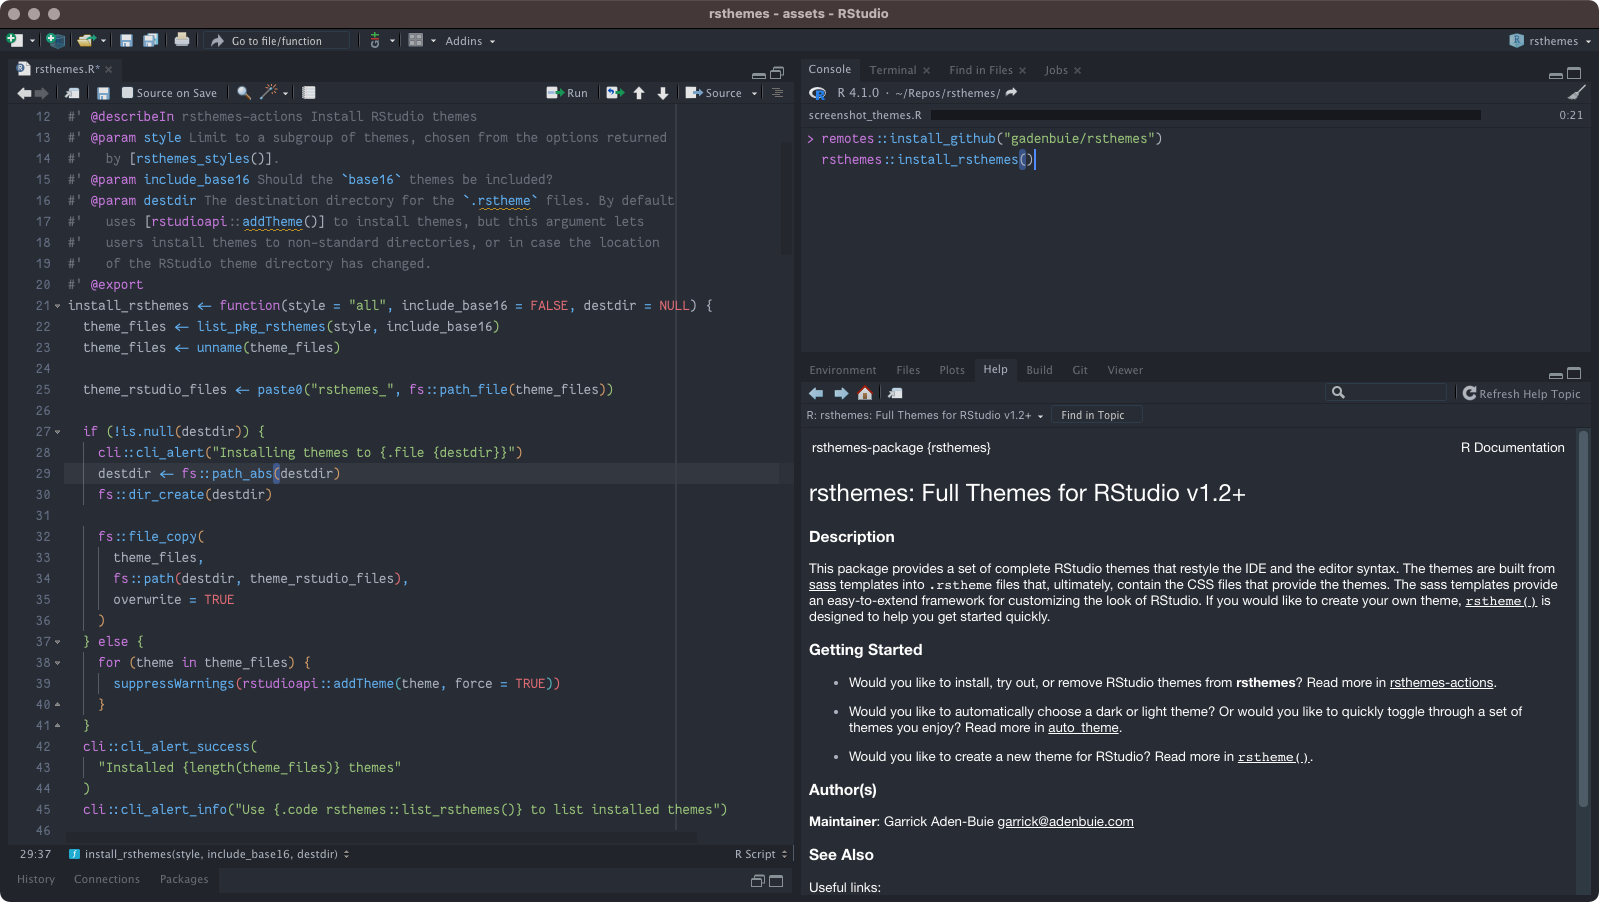 rsthemes - assets - RStudio
Go to file/function
Addins
rsthemes
rsthemes.R*
Source on Save
Run
Source
12 #' @describeIn rsthemes-actions Install RStudio themes
13 #' @param style Limit to a subgroup of themes, chosen from the options returned
14 #'   by [rsthemes_styles()].
15 #' @param include_base16 Should the `base16` themes be included?
16 #' @param destdir The destination directory for the `.rstheme` files. By default
17 #'   uses [rstudioapi::addTheme()] to install themes, but this argument lets
18 #'   users install themes to non-standard directories, or in case the location
19 #'   of the RStudio theme directory has changed.
20 #' @export
21 install_rsthemes <- function(style = "all", include_base16 = FALSE, destdir = NULL) {
22   theme_files <- list_pkg_rsthemes(style, include_base16)
23   theme_files <- unname(theme_files)
24
25   theme_rstudio_files <- paste0("rsthemes_", fs::path_file(theme_files))
26
27   if (!is.null(destdir)) {
28     cli::cli_alert("Installing themes to {.file {destdir}}")
29     destdir <- fs::path_abs(destdir)
30     fs::dir_create(destdir)
31
32     fs::file_copy(
33       theme_files,
34       fs::path(destdir, theme_rstudio_files),
35       overwrite = TRUE
36     )
37   } else {
38     for (theme in theme_files) {
39       suppressWarnings(rstudioapi::addTheme(theme, force = TRUE))
40     }
41   }
42   cli::cli_alert_success(
43     "Installed {length(theme_files)} themes"
44   )
45   cli::cli_alert_info("Use {.code rsthemes::list_rsthemes()} to list installed themes")
46
29:37 install_rsthemes(style, include_base16, destdir)
R Script
History Connections Packages
Console Terminal Find in Files Jobs
R 4.1.0 · ~/Repos/rsthemes/
screenshot_themes.R 0:21
> remotes::install_github("gadenbuie/rsthemes")
rsthemes::install_rsthemes()
Environment Files Plots Help Build Git Viewer
Refresh Help Topic
R: rsthemes: Full Themes for RStudio v1.2+ Find in Topic
rsthemes-package {rsthemes} R Documentation
rsthemes: Full Themes for RStudio v1.2+
Description
This package provides a set of complete RStudio themes that restyle the IDE and the editor syntax. The themes are built from
sass templates into .rstheme files that, ultimately, contain the CSS files that provide the themes. The sass templates provide
an easy-to-extend framework for customizing the look of RStudio. If you would like to create your own theme, rstheme() is
designed to help you get started quickly.
Getting Started
• Would you like to install, try out, or remove RStudio themes from rsthemes? Read more in rsthemes-actions.
• Would you like to automatically choose a dark or light theme? Or would you like to quickly toggle through a set of
themes you enjoy? Read more in auto_theme.
• Would you like to create a new theme for RStudio? Read more in rstheme().
Author(s)
Maintainer: Garrick Aden-Buie garrick@adenbuie.com
See Also
Useful links: